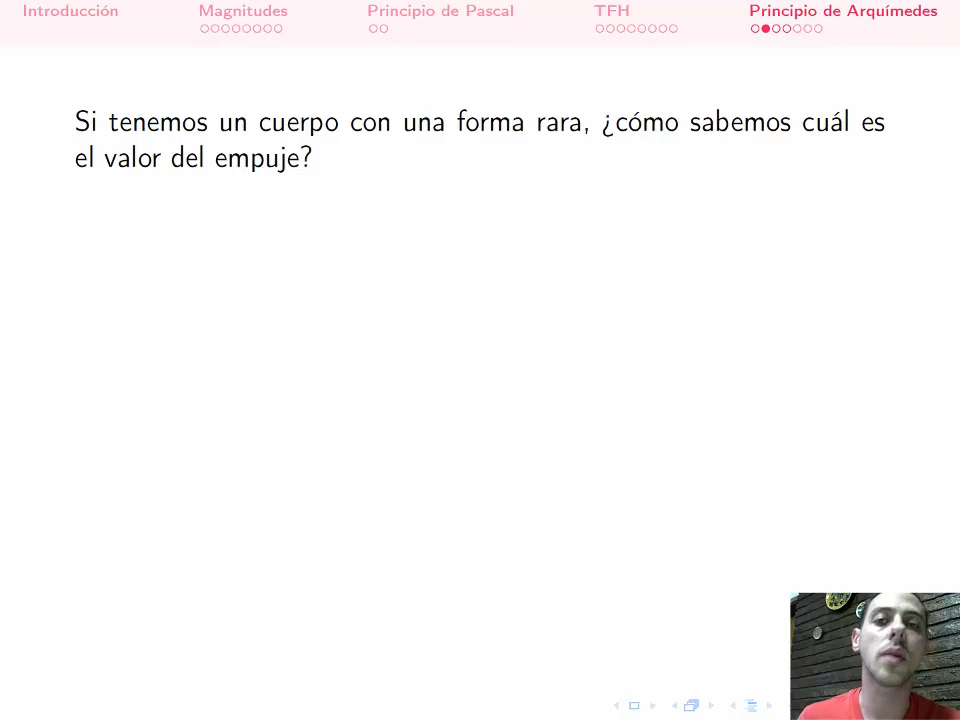 Introducción Magnitudes Principio de Pascal TFH Principio de Arquímedes
Si tenemos un cuerpo con una forma rara, ¿cómo sabemos cuál es
el valor del empuje?